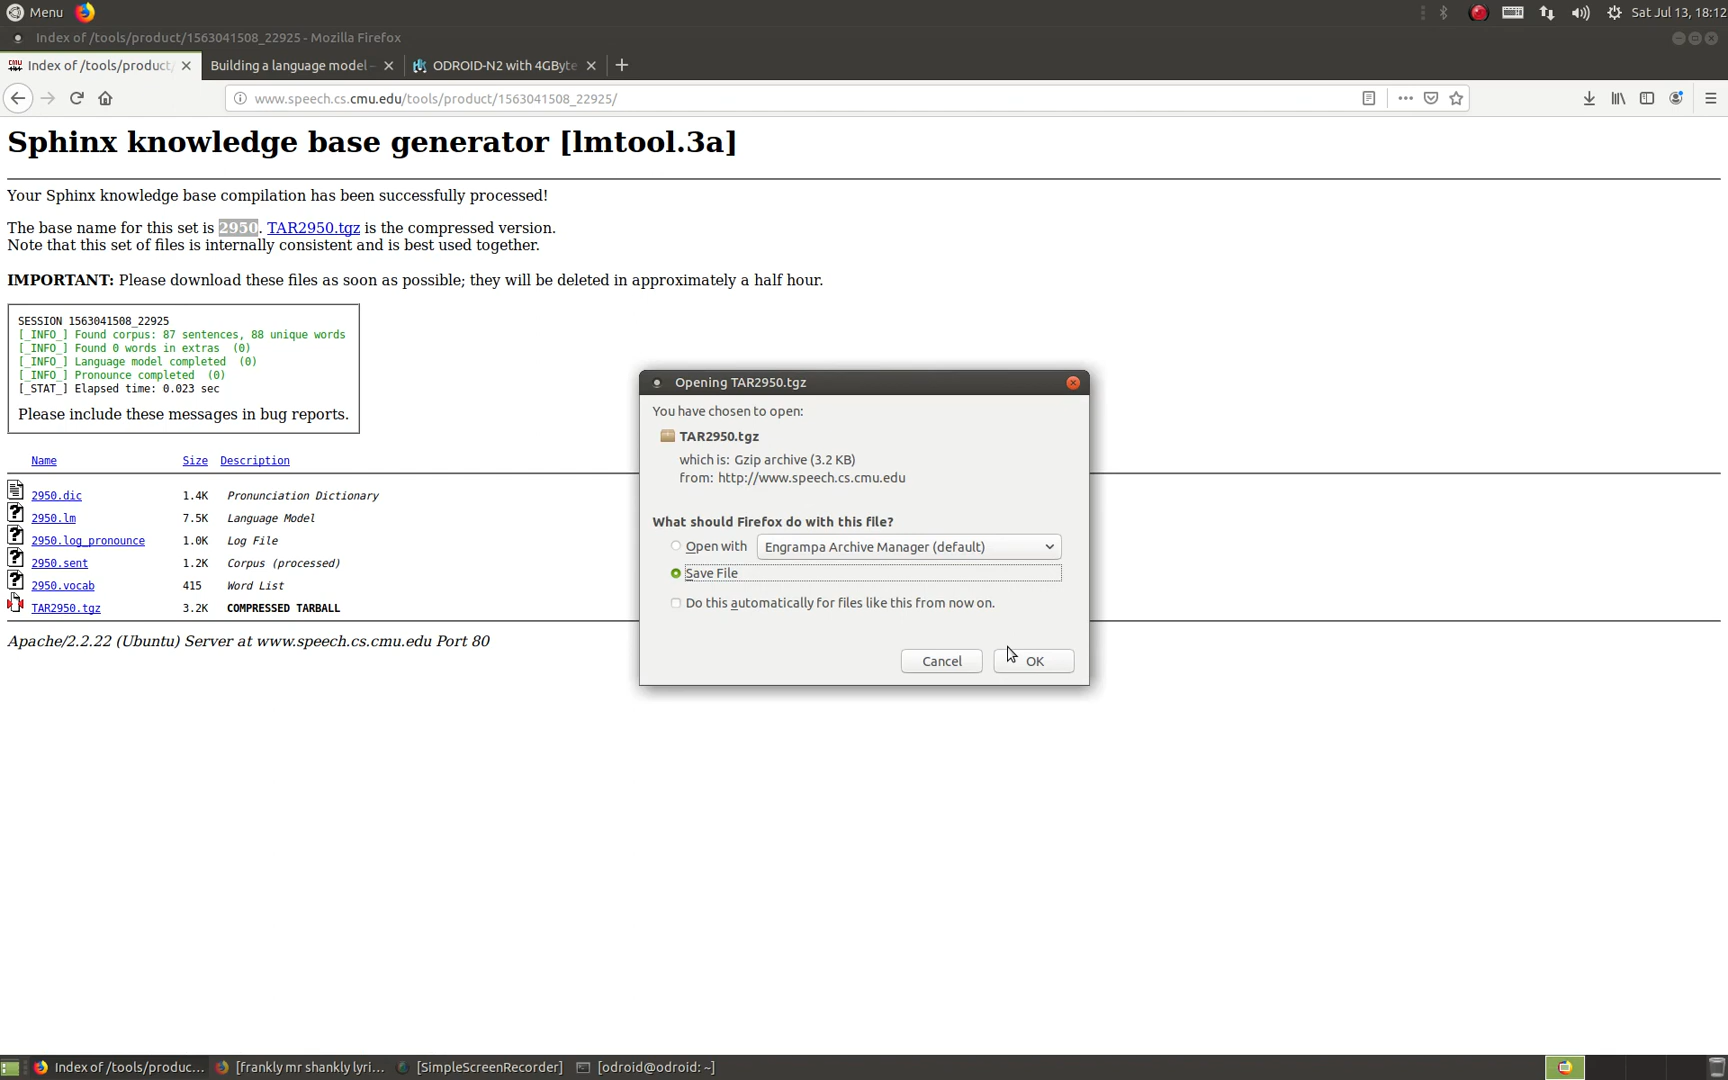 Menu
Sat Jul 13, 18:12
Index of /tools/product/1563041508_22925 - Mozilla Firefox
Index of /tools/product
Building a language model -
ODROID-N2 with 4GByte
www.speech.cs.cmu.edu/tools/product/1563041508_22925/
Sphinx knowledge base generator [lmtool.3a]
Your Sphinx knowledge base compilation has been successfully processed!
The base name for this set is 2950. TAR2950.tgz is the compressed version.
Note that this set of files is internally consistent and is best used together.
IMPORTANT: Please download these files as soon as possible; they will be deleted in approximately a half hour.
SESSION 1563041508_22925
[_INFO_] Found corpus: 87 sentences, 88 unique words
[_INFO_] Found 0 words in extras (0)
[_INFO_] Language model completed (0)
[_INFO_] Pronounce completed (0)
[_STAT_] Elapsed time: 0.023 sec
Please include these messages in bug reports.
Name Size Description
2950.dic 1.4K Pronunciation Dictionary
2950.lm 7.5K Language Model
2950.log_pronounce 1.0K Log File
2950.sent 1.2K Corpus (processed)
2950.vocab 415 Word List
TAR2950.tgz 3.2K COMPRESSED TARBALL
Apache/2.2.22 (Ubuntu) Server at www.speech.cs.cmu.edu Port 80
Opening TAR2950.tgz
You have chosen to open:
TAR2950.tgz
which is: Gzip archive (3.2 KB)
from: http://www.speech.cs.cmu.edu
What should Firefox do with this file?
Open with Engrampa Archive Manager (default)
Save File
Do this automatically for files like this from now on.
Cancel OK
Index of /tools/produc...
[frankly mr shankly lyri...
[SimpleScreenRecorder]
[odroid@odroid: ~]